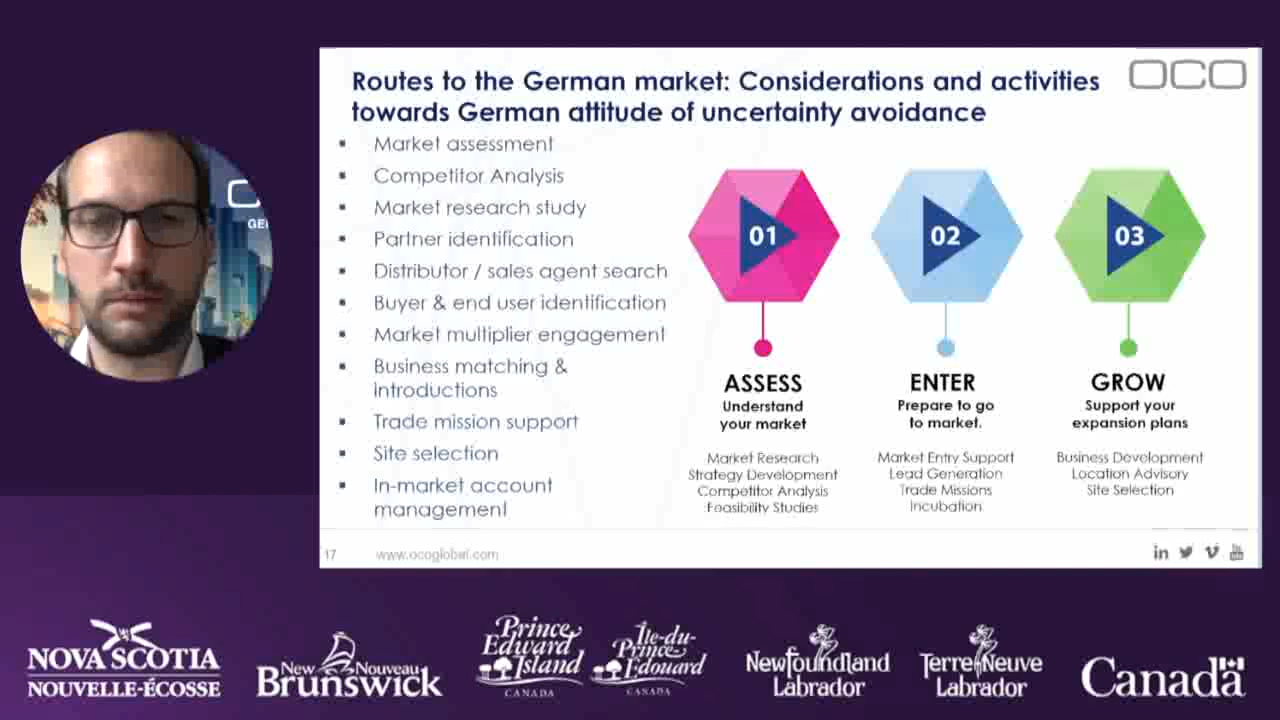 Routes to the German market: Considerations and activities
towards German attitude of uncertainty avoidance
OCO
▪ Market assessment
▪ Competitor Analysis
▪ Market research study
▪ Partner identification
▪ Distributor / sales agent search
▪ Buyer & end user identification
▪ Market multiplier engagement
▪ Business matching &
introductions
▪ Trade mission support
▪ Site selection
▪ In-market account
management
01
ASSESS
Understand
your market
Market Research
Strategy Development
Competitor Analysis
Feasibility Studies
02
ENTER
Prepare to go
to market.
Market Entry Support
Lead Generation
Trade Missions
Incubation
03
GROW
Support your
expansion plans
Business Development
Location Advisory
Site Selection
17
www.ocoglobal.com
NOVA SCOTIA
NOUVELLE-ÉCOSSE
New Nouveau
Brunswick
Prince
Edward
Island
CANADA
Île-du-
Prince-
Édouard
CANADA
Newfoundland
Labrador
Terre-Neuve
Labrador
Canada